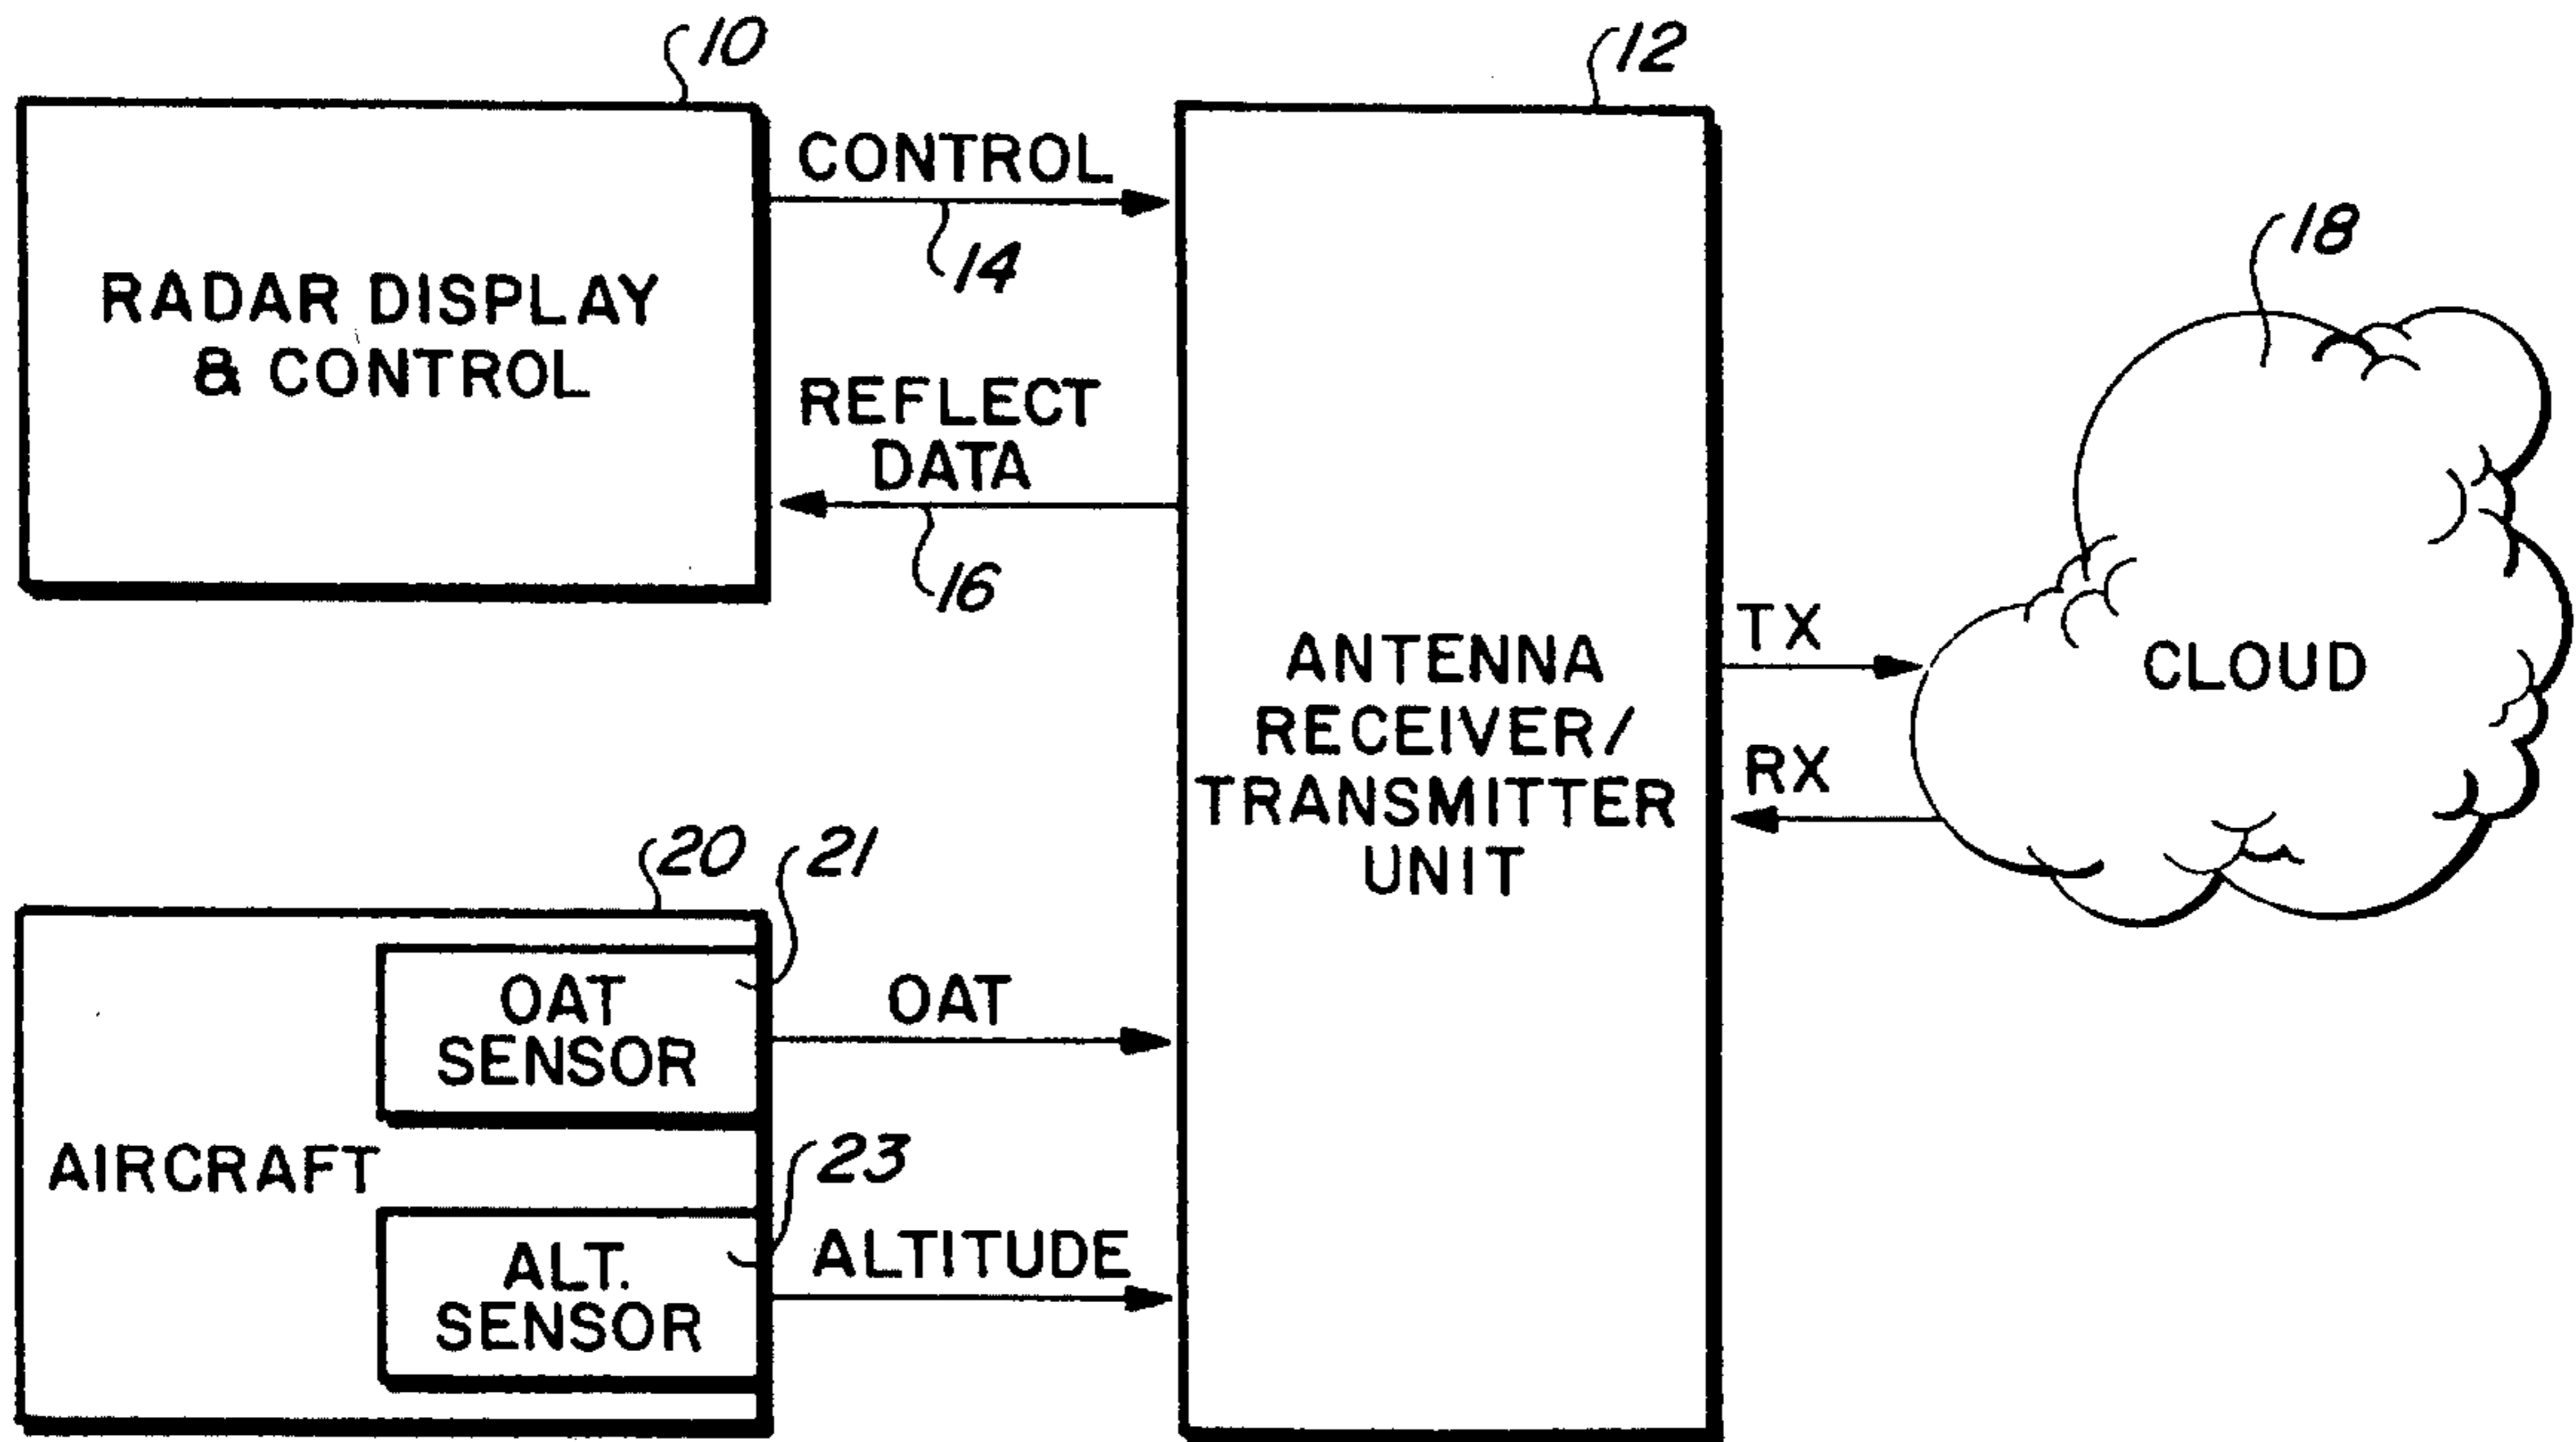 10
12
CONTROL
14
RADAR DISPLAY
& CONTROL
REFLECT
DATA
16
18
ANTENNA
RECEIVER/
TRANSMITTER
UNIT
TX
RX
CLOUD
20
21
OAT
SENSOR
OAT
AIRCRAFT
23
ALT.
SENSOR
ALTITUDE